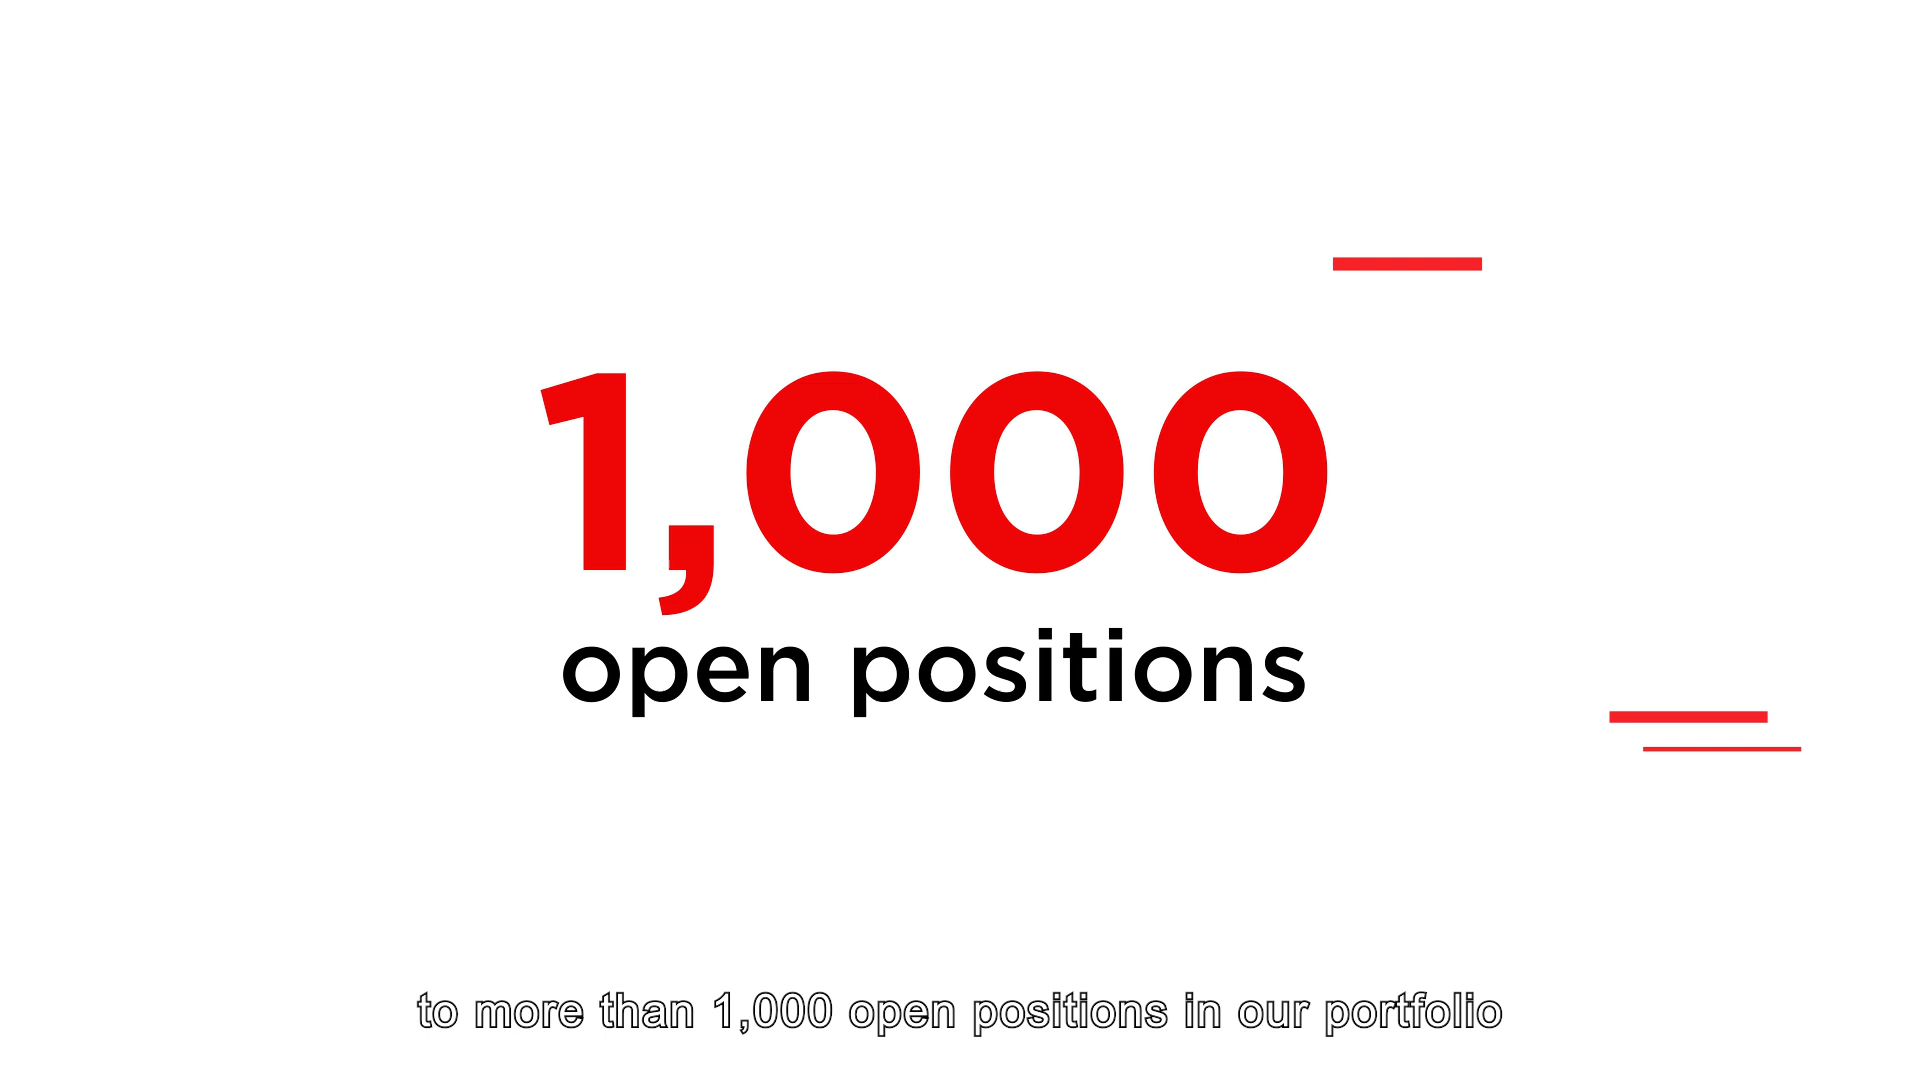 1,000
open positions
to more than 1,000 open positions in our portfolio